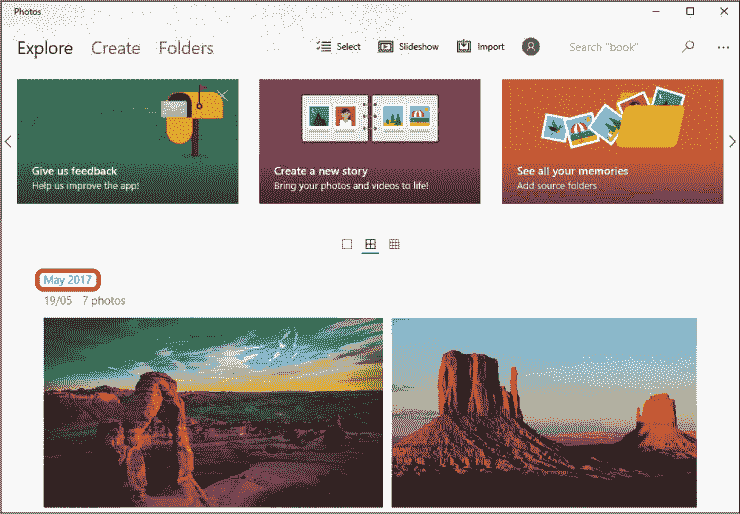 Photos
Explore Create Folders Select Slideshow Import Search "book"
Give us feedback
Help us improve the app!
Create a new story
Bring your photos and videos to life!
See all your memories
Add source folders
May 2017
19/05 7 photos